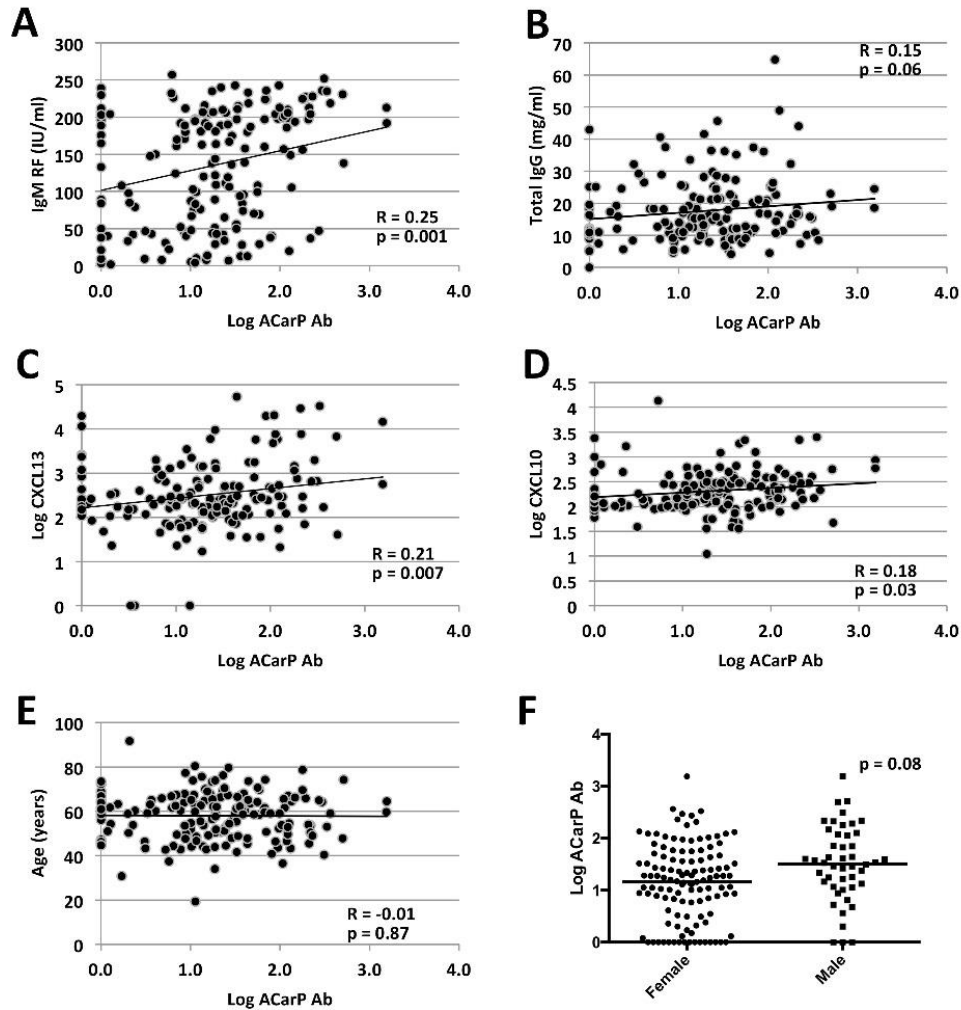 A
300
250
200
150
100
50
0
IgM RF (IU/ml)
R = 0.25
p = 0.001
0.0 1.0 2.0 3.0 4.0
Log ACarP Ab
B
70
60
50
40
30
20
10
0
Total IgG (mg/ml)
R = 0.15
p = 0.06
0.0 1.0 2.0 3.0 4.0
Log ACarP Ab
C
5
4
3
2
1
0
Log CXCL13
R = 0.21
p = 0.007
0.0 1.0 2.0 3.0 4.0
Log ACarP Ab
D
4.5
4
3.5
3
2.5
2
1.5
1
0.5
0
Log CXCL10
R = 0.18
p = 0.03
0.0 1.0 2.0 3.0 4.0
Log ACarP Ab
E
100
80
60
40
20
0
Age (years)
R = -0.01
p = 0.87
0.0 1.0 2.0 3.0 4.0
Log ACarP Ab
F
4
3
2
1
0
Log ACarP Ab
p = 0.08
Female
Male